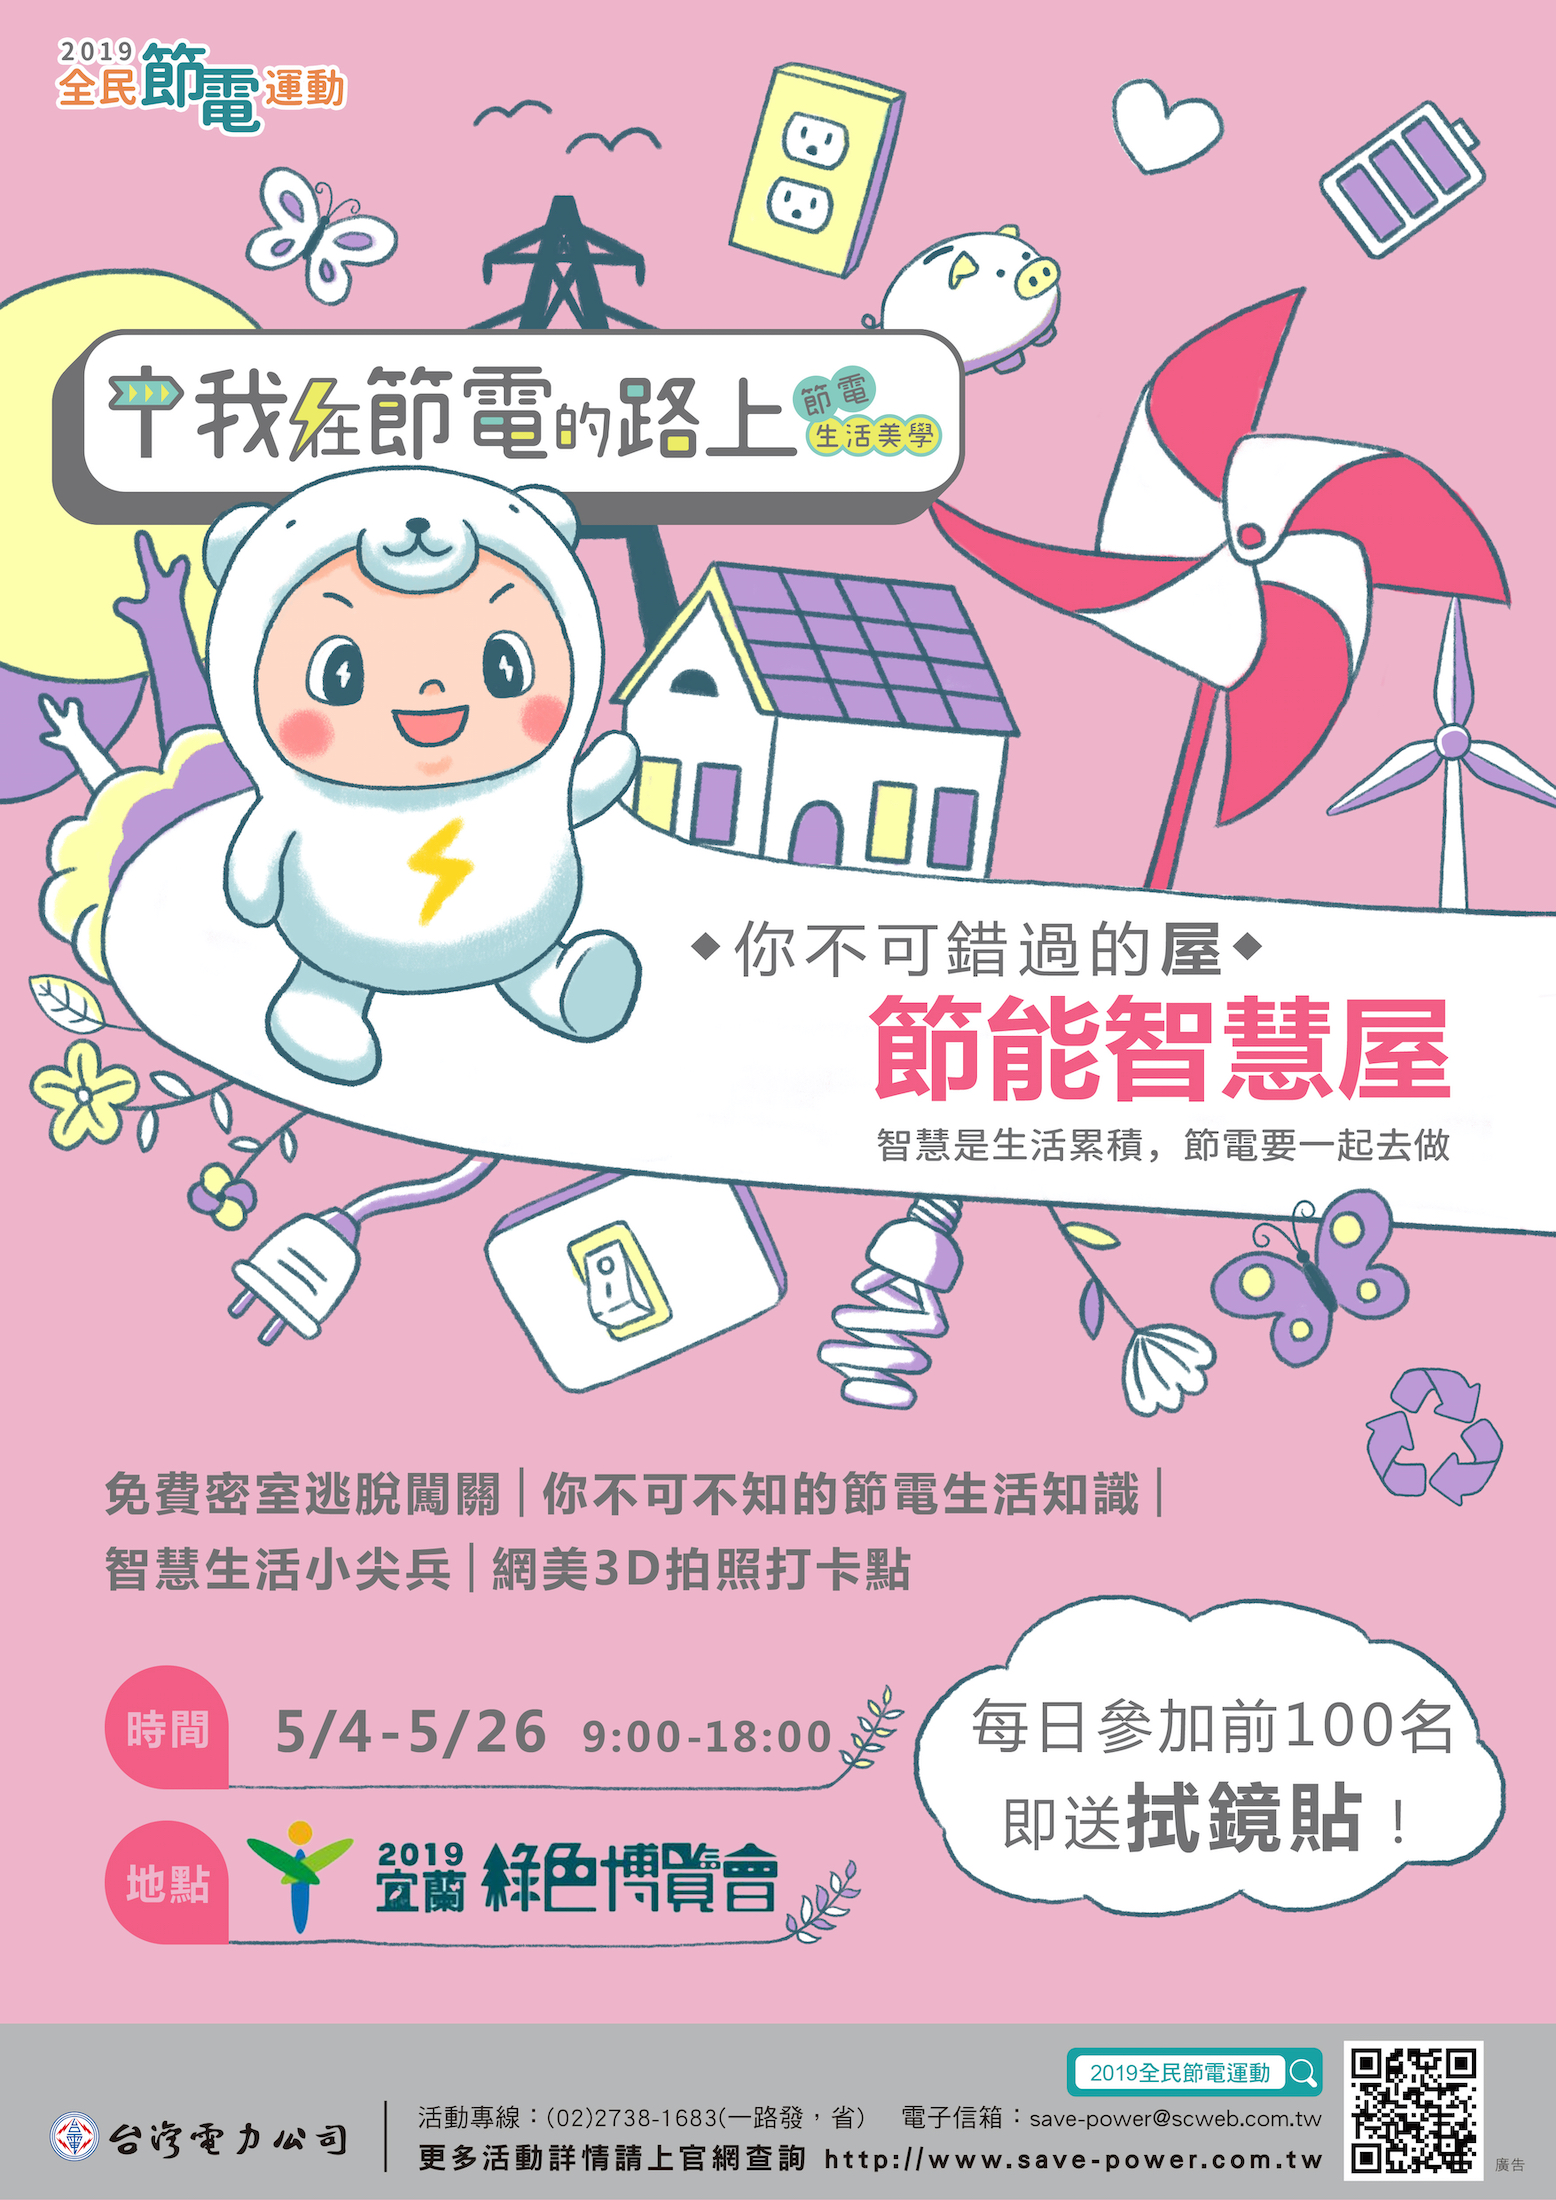 2019
全民節電運動
我在節電的路上
節電
生活美學
你不可錯過的屋
節能智慧屋
智慧是生活累積，節電要一起去做
免費密室逃脫闖關│你不可不知的節電生活知識│
智慧生活小尖兵│網美3D拍照打卡點
時間 5/4-5/26 9:00-18:00
地點 2019 宜蘭 綠色博覽會
每日參加前100名
即送拭鏡貼！
2019全民節電運動
台灣電力公司
活動專線：(02)2738-1683(一路發，省) 電子信箱：save-power@scweb.com.tw
更多活動詳情請上官網查詢 http://www.save-power.com.tw
廣告